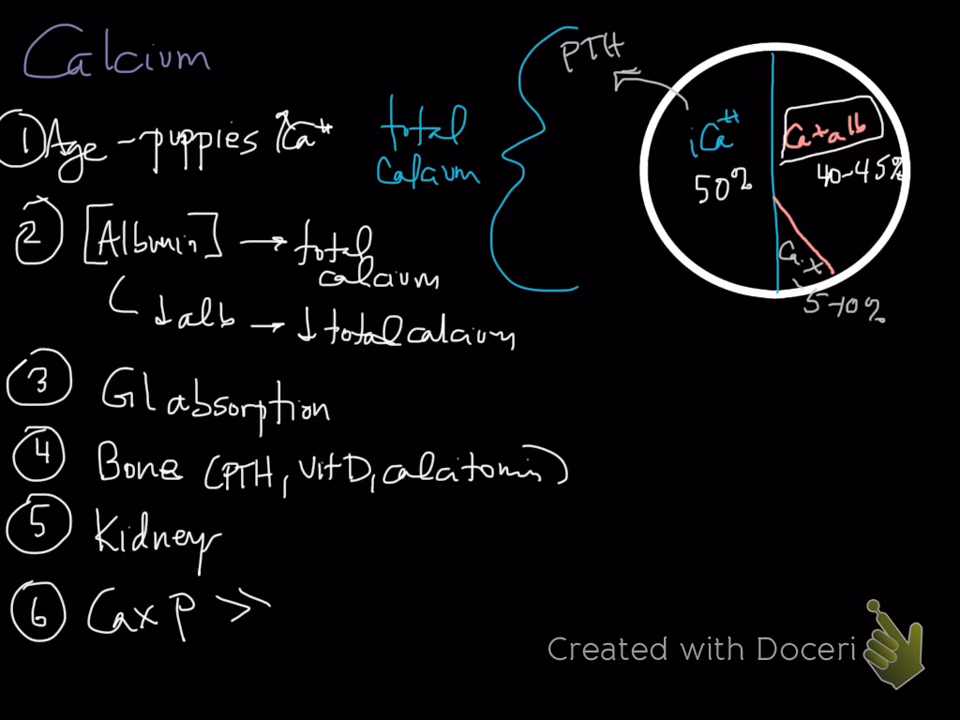 Calcium
① Age - puppies ↑Ca++
total
calcium
PTH
iCa++
50%
Ca + alb
40-45%
Ca + x
5-10%
② [Albumin] → total
calcium
↓alb → ↓ total calcium
③ GI absorption
④ Bone (PTH, vit D, calcitonin)
⑤ Kidney
⑥ Ca x P >>
Created with Doceri